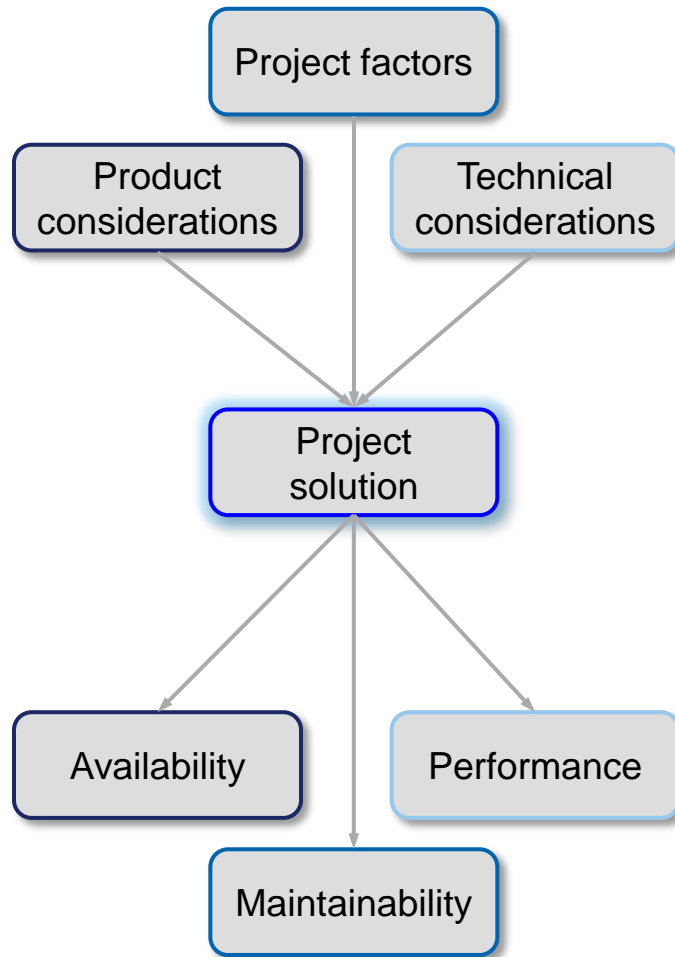 Project factors
Product
considerations
Technical
considerations
Project
solution
Availability
Performance
Maintainability